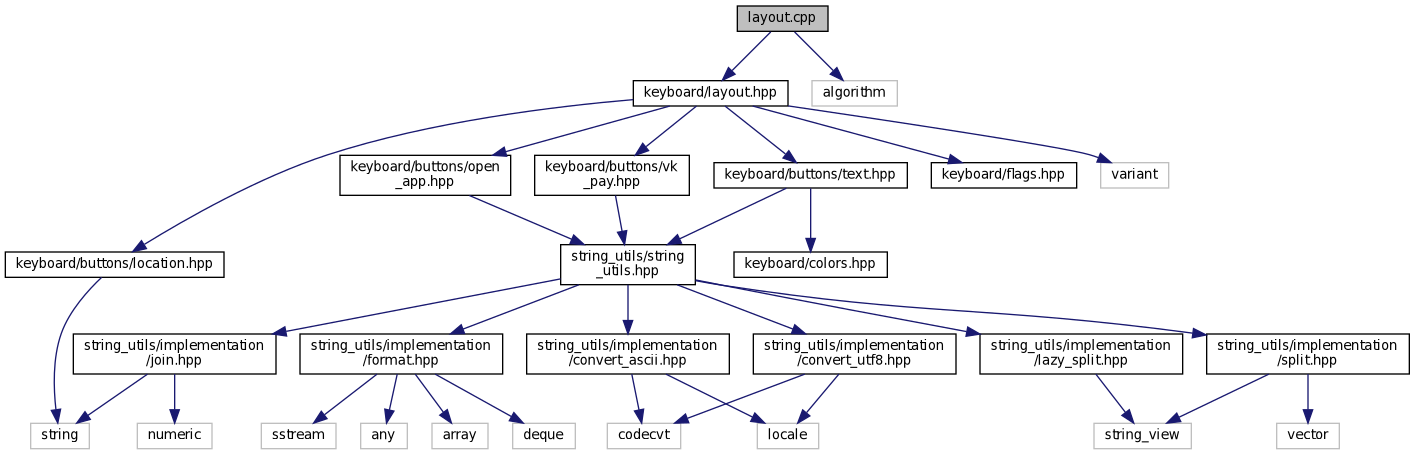 layout.cpp
keyboard/layout.hpp
algorithm
keyboard/buttons/open
_app.hpp
keyboard/buttons/vk
_pay.hpp
keyboard/buttons/text.hpp
keyboard/flags.hpp
variant
keyboard/buttons/location.hpp
string_utils/string
_utils.hpp
keyboard/colors.hpp
string_utils/implementation
/join.hpp
string_utils/implementation
/format.hpp
string_utils/implementation
/convert_ascii.hpp
string_utils/implementation
/convert_utf8.hpp
string_utils/implementation
/lazy_split.hpp
string_utils/implementation
/split.hpp
string
numeric
sstream
any
array
deque
codecvt
locale
string_view
vector